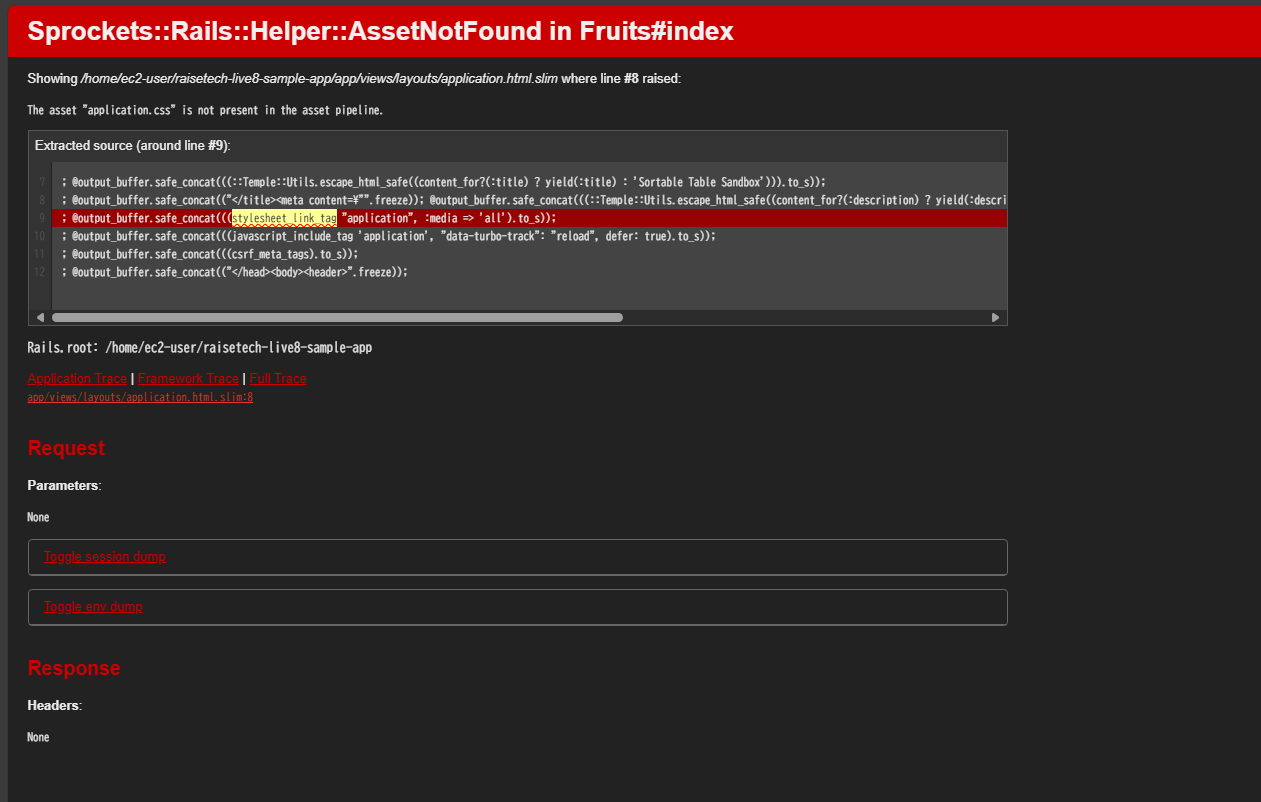 Sprockets::Rails::Helper::AssetNotFound in Fruits#index
Showing /home/ec2-user/raisetech-live8-sample-app/app/views/layouts/application.html.slim where line #8 raised:
The asset "application.css" is not present in the asset pipeline.
Extracted source (around line #9):
7 ; @output_buffer.safe_concat(((::Temple::Utils.escape_html_safe((content_for?(:title) ? yield(:title) : 'Sortable Table Sandbox'))).to_s));
8 ; @output_buffer.safe_concat(("</title><meta content=¥"".freeze)); @output_buffer.safe_concat(((::Temple::Utils.escape_html_safe((content_for?(:description) ? yield(:descri
9 ; @output_buffer.safe_concat(((stylesheet_link_tag "application", :media => 'all').to_s));
10 ; @output_buffer.safe_concat(((javascript_include_tag 'application', "data-turbo-track": "reload", defer: true).to_s));
11 ; @output_buffer.safe_concat(((csrf_meta_tags).to_s));
12 ; @output_buffer.safe_concat(("</head><body><header>".freeze));
Rails.root: /home/ec2-user/raisetech-live8-sample-app
Application Trace | Framework Trace | Full Trace
app/views/layouts/application.html.slim:8
Request
Parameters:
None
Toggle session dump
Toggle env dump
Response
Headers:
None